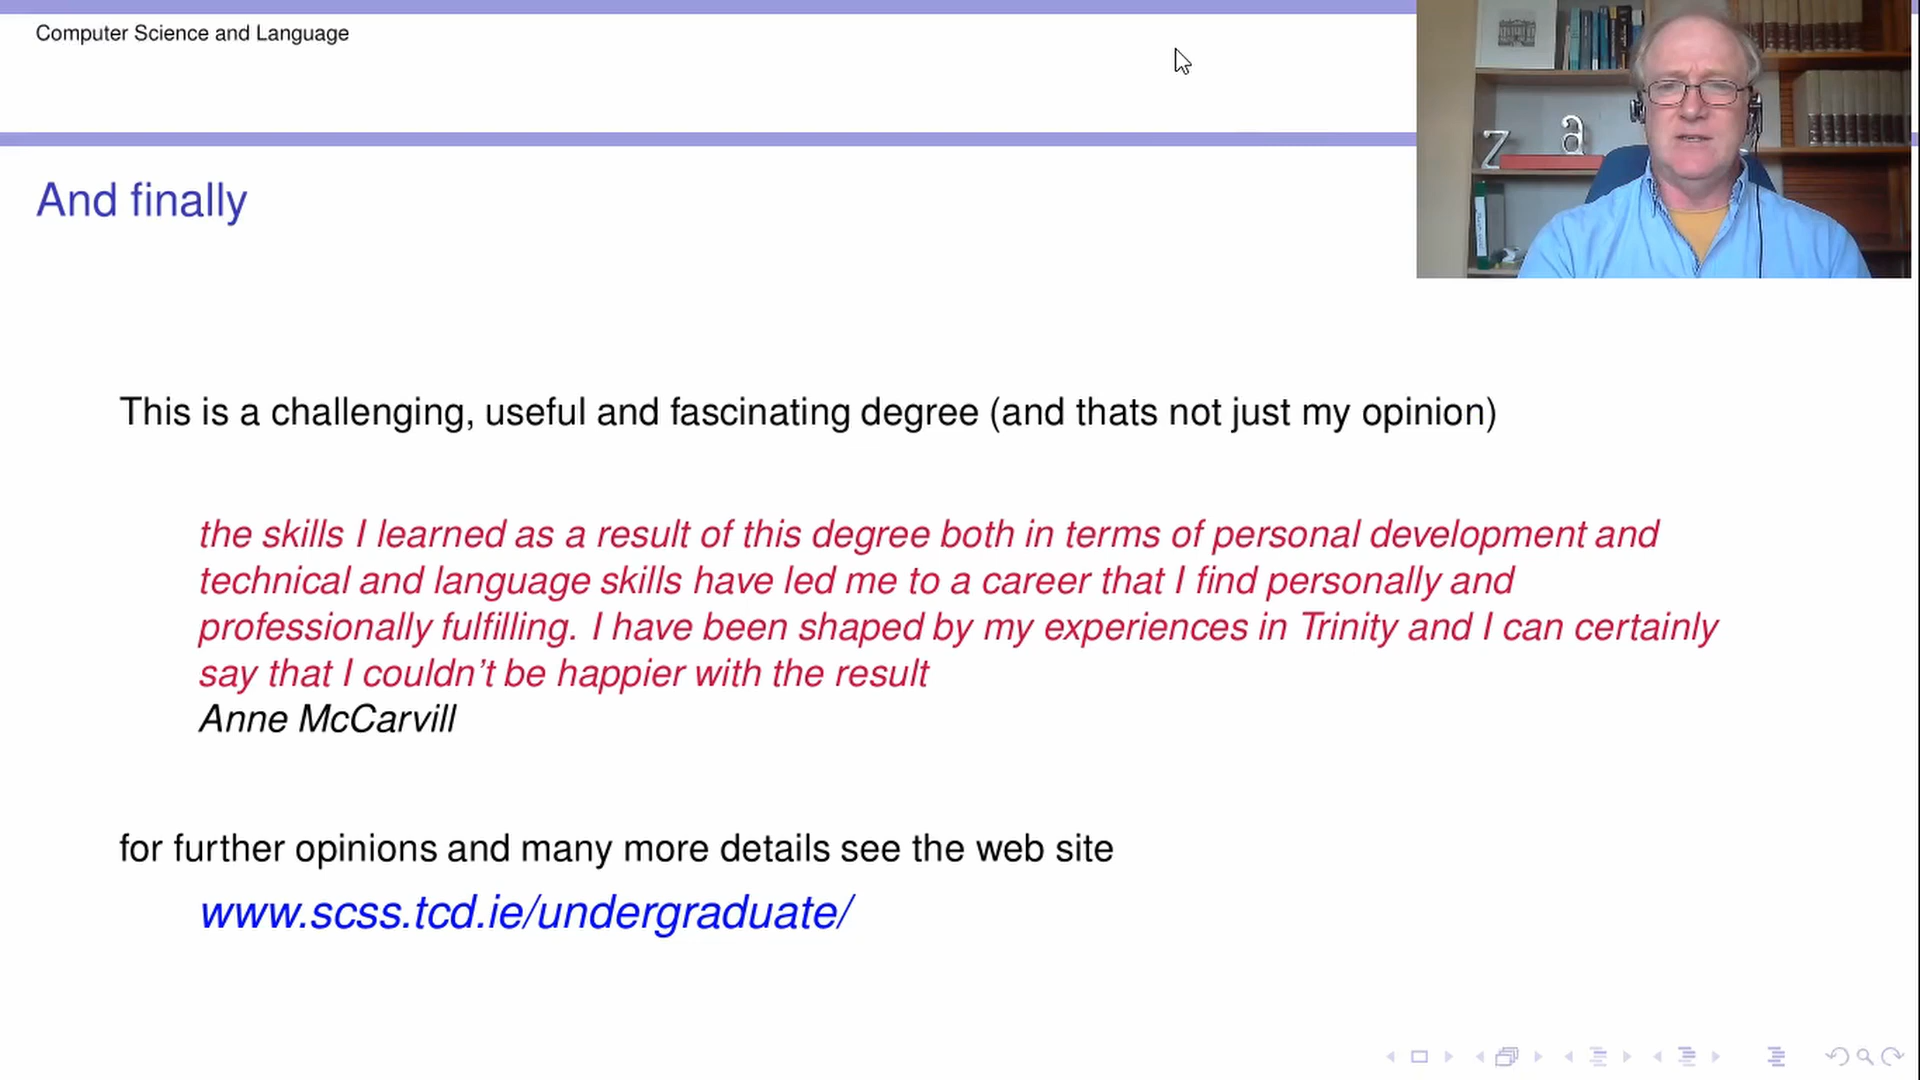 Computer Science and Language
z a
And finally
This is a challenging, useful and fascinating degree (and thats not just my opinion)
the skills I learned as a result of this degree both in terms of personal development and
technical and language skills have led me to a career that I find personally and
professionally fulfilling. I have been shaped by my experiences in Trinity and I can certainly
say that I couldn't be happier with the result
Anne McCarvill
for further opinions and many more details see the web site
www.scss.tcd.ie/undergraduate/